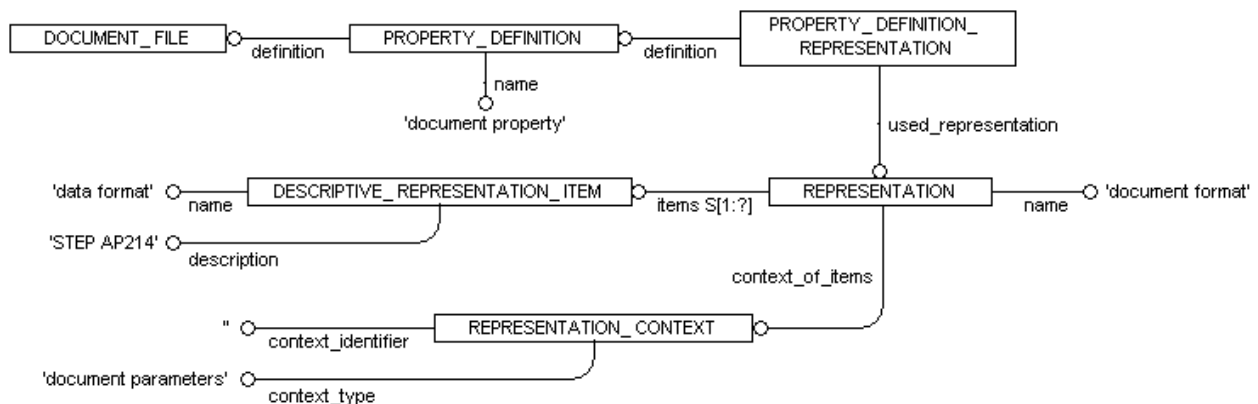 PROPERTY_DEFINITION_
REPRESENTATION
DOCUMENT_FILE
definition
PROPERTY_DEFINITION
definition
name
'document property'
used_representation
'data format'
name
DESCRIPTIVE_REPRESENTATION_ITEM
items S[1:?]
REPRESENTATION
name
'document format'
'STEP AP214'
description
context_of_items
''
context_identifier
REPRESENTATION_CONTEXT
'document parameters'
context_type